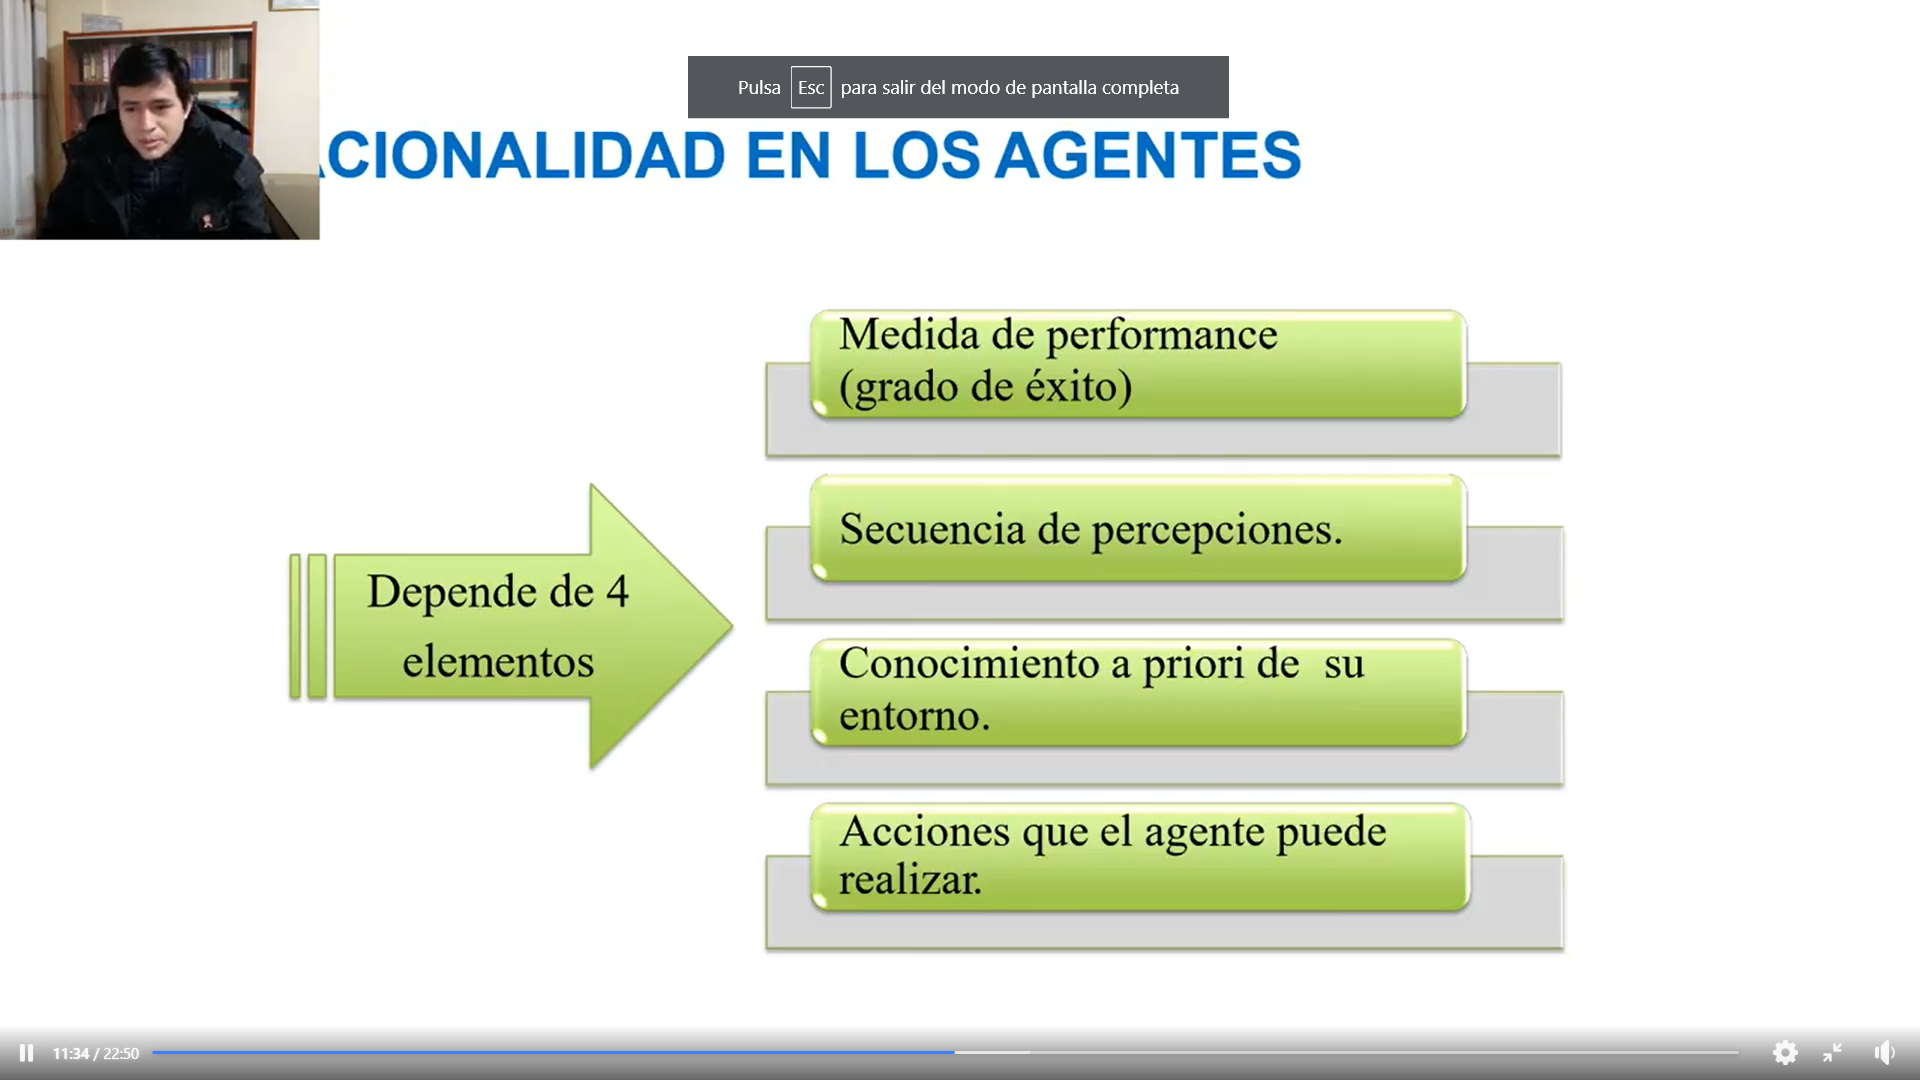 Pulsa Esc para salir del modo de pantalla completa
ACIONALIDAD EN LOS AGENTES
Depende de 4
elementos
Medida de performance
(grado de éxito)
Secuencia de percepciones.
Conocimiento a priori de  su
entorno.
Acciones que el agente puede
realizar.
11:34 / 22:50